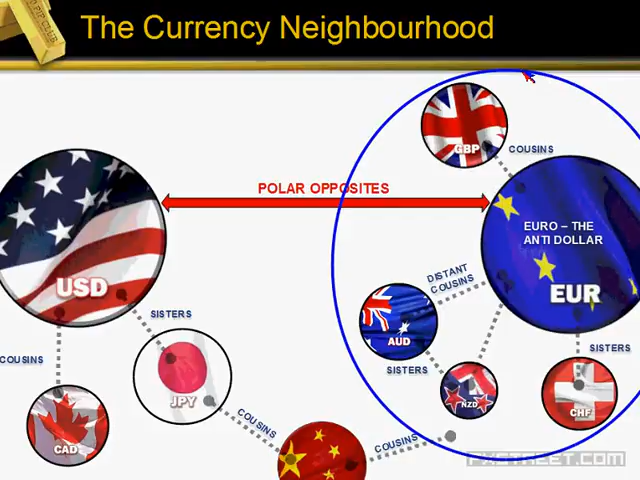 The Currency Neighbourhood
GBP
COUSINS
POLAR OPPOSITES
EURO – THE
ANTI DOLLAR
USD
EUR
DISTANT
COUSINS
SISTERS
AUD
SISTERS
COUSINS
SISTERS
JPY
NZD
CHF
CAD
COUSINS
COUSINS
FXSTREET.COM